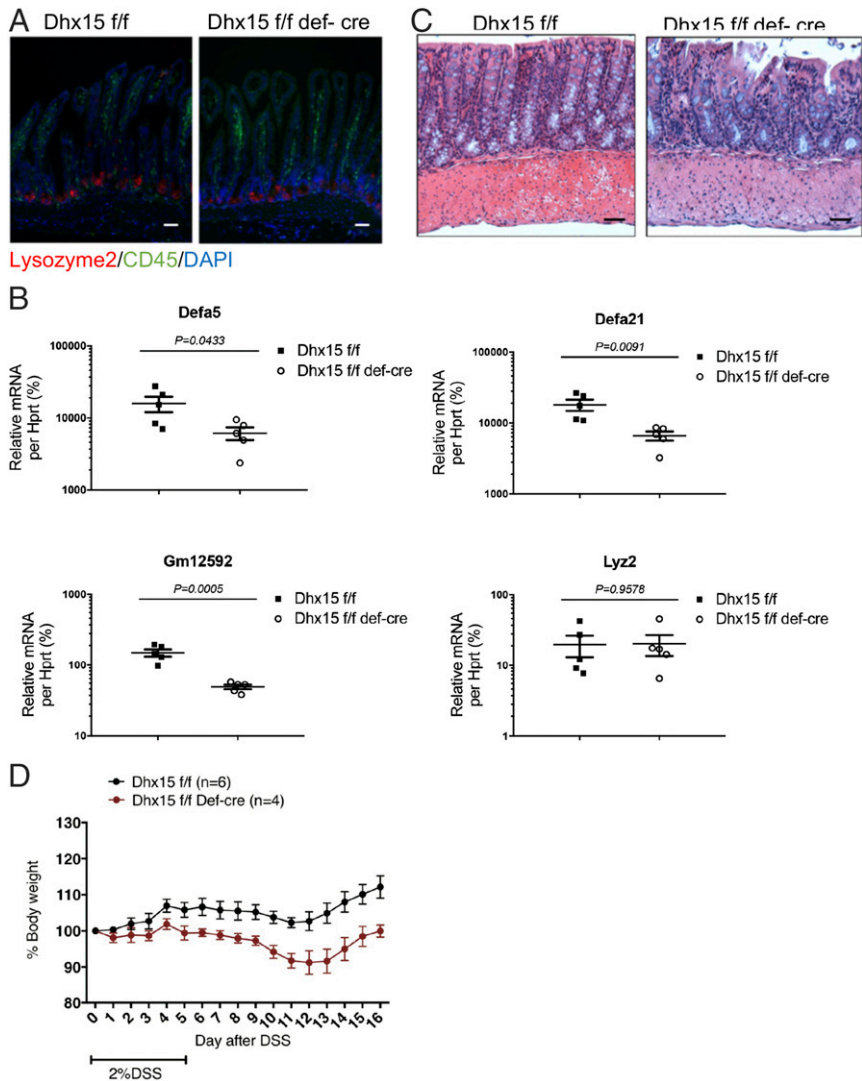 A
Dhx15 f/f
Dhx15 f/f def- cre
Lysozyme2/CD45/DAPI
C
Dhx15 f/f
Dhx15 f/f def- cre
B
Defa5
P=0.0433
Dhx15 f/f
Dhx15 f/f def-cre
Relative mRNA
per Hprt (%)
100000
10000
1000
Defa21
P=0.0091
Dhx15 f/f
Dhx15 f/f def-cre
Relative mRNA
per Hprt (%)
100000
10000
1000
Gm12592
P=0.0005
Dhx15 f/f
Dhx15 f/f def-cre
Relative mRNA
per Hprt (%)
1000
100
10
Lyz2
P=0.9578
Dhx15 f/f
Dhx15 f/f def-cre
Relative mRNA
per Hprt (%)
100
10
1
D
Dhx15 f/f (n=6)
Dhx15 f/f Def-cre (n=4)
% Body weight
130
120
110
100
90
80
0 1 2 3 4 5 6 7 8 9 10 11 12 13 14 15 16
Day after DSS
2%DSS